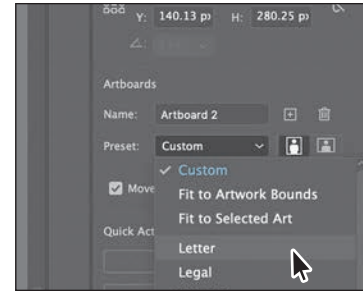 Y: 140.13 px H: 280.25 px
Artboards
Name: Artboard 2
Preset: Custom
Custom
Move
Fit to Artwork Bounds
Fit to Selected Art
Quick Act
Letter
Legal